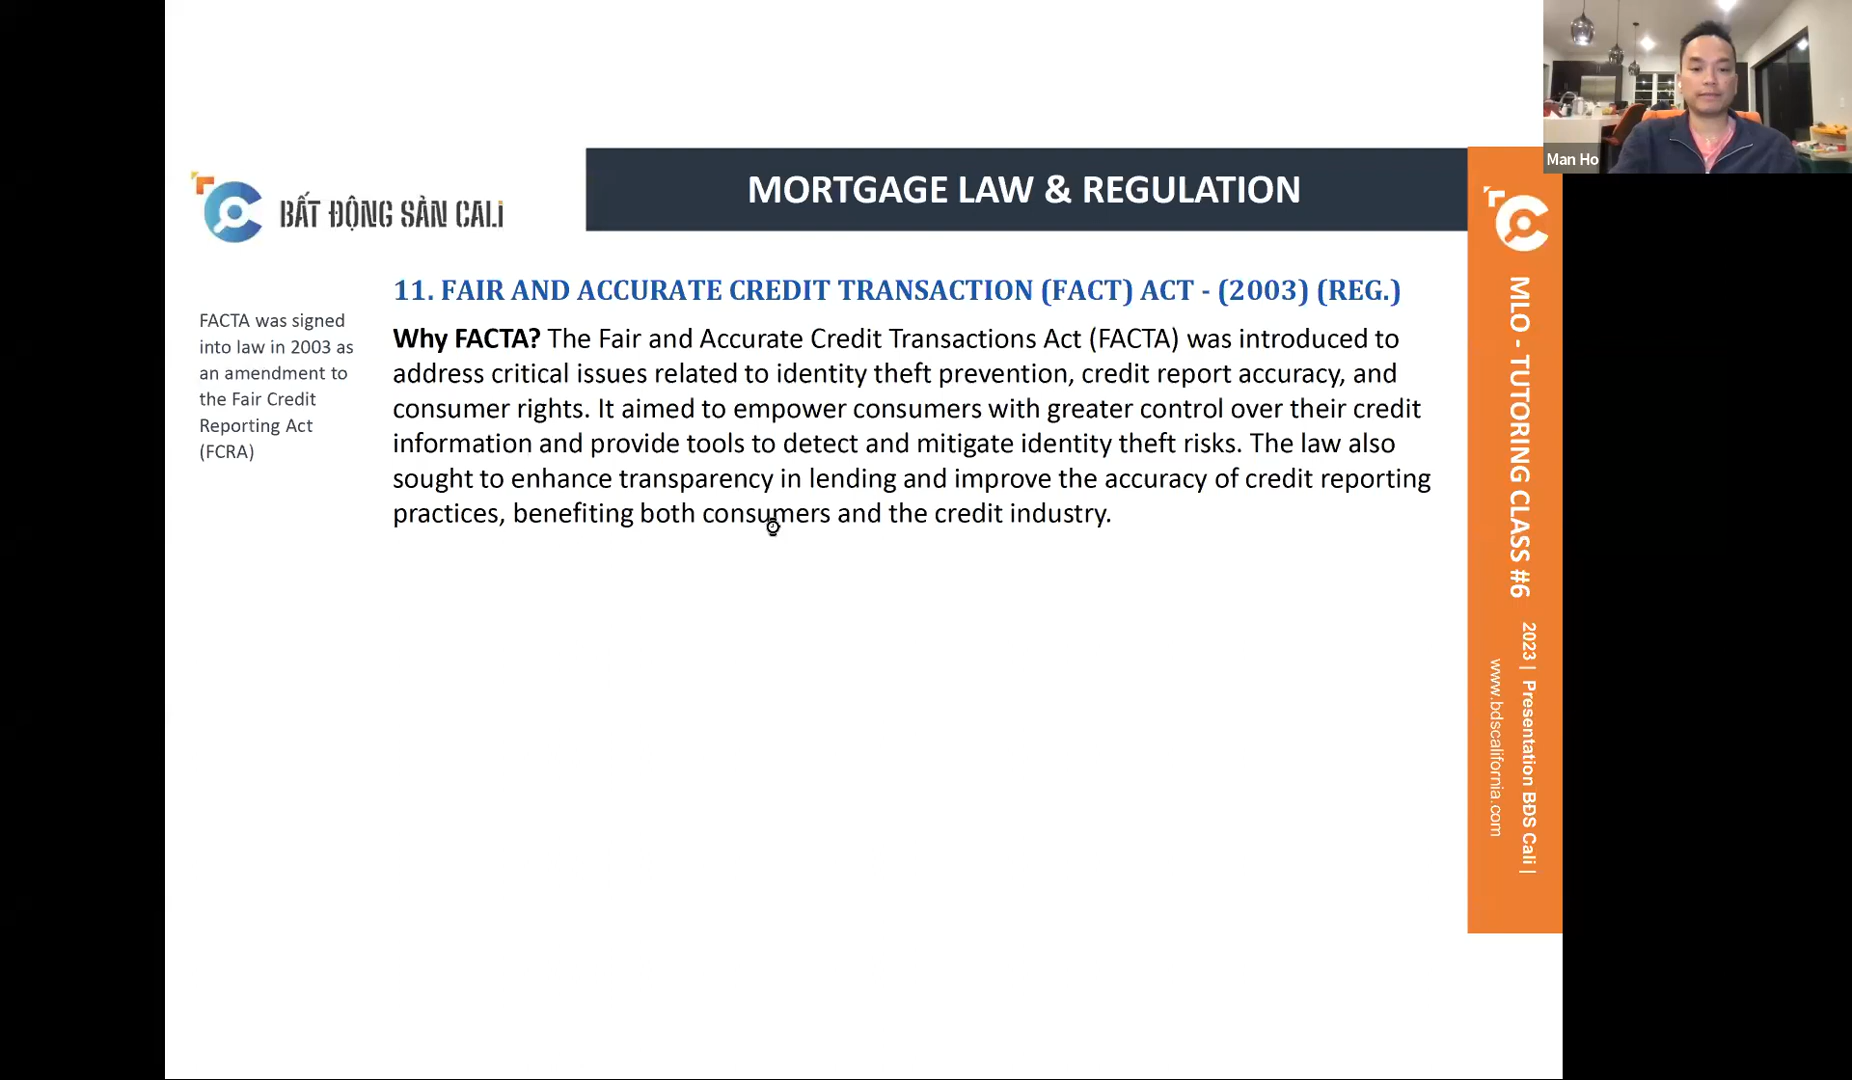 Man Ho
BẤT ĐỘNG SẢN CALi
MORTGAGE LAW & REGULATION
11. FAIR AND ACCURATE CREDIT TRANSACTION (FACT) ACT - (2003) (REG.)
FACTA was signed
into law in 2003 as
an amendment to
the Fair Credit
Reporting Act
(FCRA)
Why FACTA? The Fair and Accurate Credit Transactions Act (FACTA) was introduced to
address critical issues related to identity theft prevention, credit report accuracy, and
consumer rights. It aimed to empower consumers with greater control over their credit
information and provide tools to detect and mitigate identity theft risks. The law also
sought to enhance transparency in lending and improve the accuracy of credit reporting
practices, benefiting both consumers and the credit industry.
MLO - TUTORING CLASS #6
2023 | Presentation BĐS Cali |
www.bdscalifornia.com